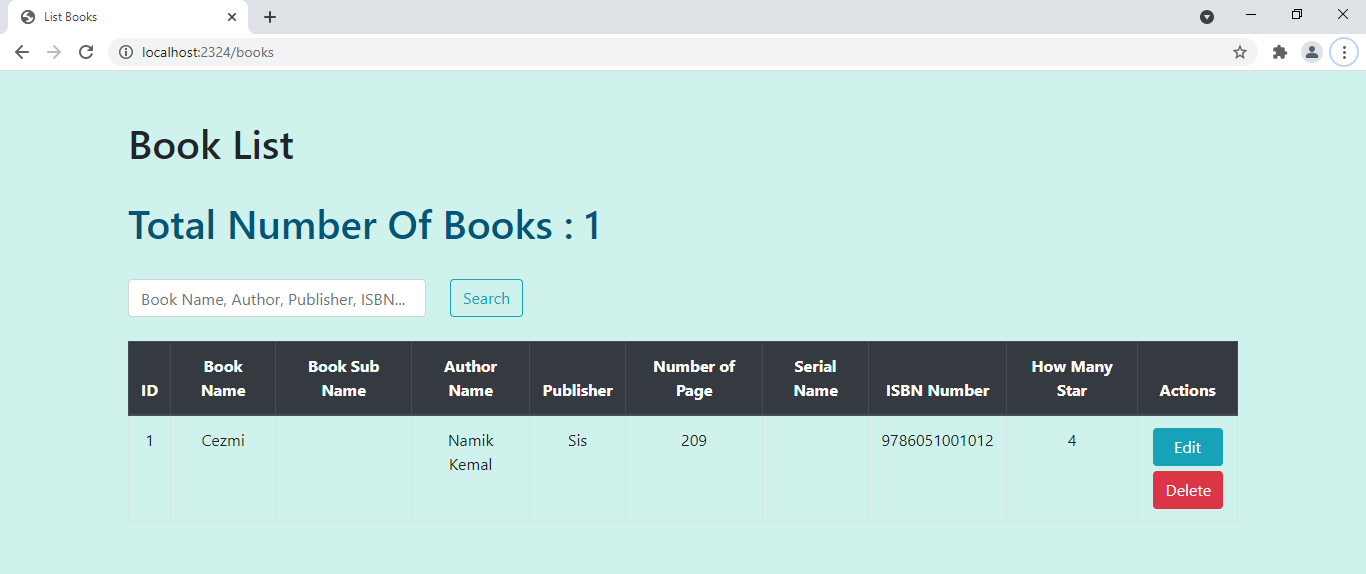 List Books
localhost:2324/books
Book List
Total Number Of Books : 1
Book Name, Author, Publisher, ISBN...
Search
ID
Book Name
Book Sub Name
Author Name
Publisher
Number of Page
Serial Name
ISBN Number
How Many Star
Actions
1
Cezmi
Namik
Kemal
Sis
209
9786051001012
4
Edit
Delete